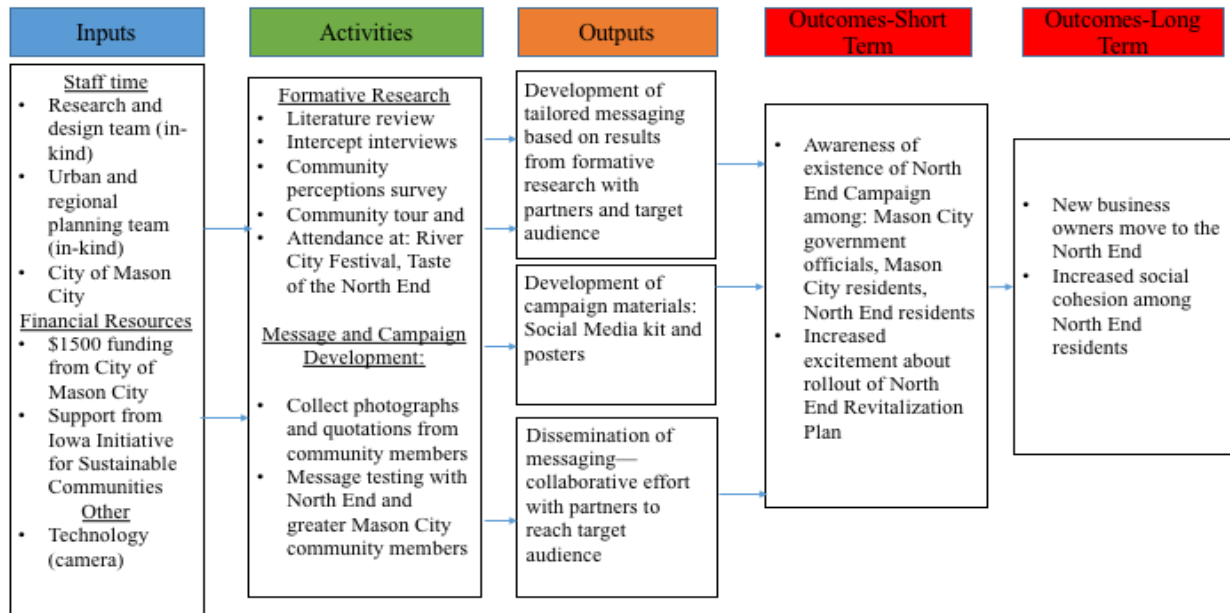 Inputs
Staff time
• Research and
design team (in-
kind)
• Urban and
regional
planning team
(in-kind)
• City of Mason
City
Financial Resources
• $1500 funding
from City of
Mason City
• Support from
Iowa Initiative
for Sustainable
Communities
Other
• Technology
(camera)
Activities
Formative Research
• Literature review
• Intercept interviews
• Community
perceptions survey
• Community tour and
• Attendance at: River
City Festival, Taste
of the North End
Message and Campaign
Development:
• Collect photographs
and quotations from
community members
• Message testing with
North End and
greater Mason City
community members
Outputs
Development of
tailored messaging
based on results
from formative
research with
partners and target
audience
Development of
campaign materials:
Social Media kit and
posters
Dissemination of
messaging—
collaborative effort
with partners to
reach target
audience
Outcomes-Short
Term
• Awareness of
existence of North
End Campaign
among: Mason City
government
officials, Mason
City residents,
North End residents
• Increased
excitement about
rollout of North
End Revitalization
Plan
Outcomes-Long
Term
• New business
owners move to the
North End
• Increased social
cohesion among
North End
residents